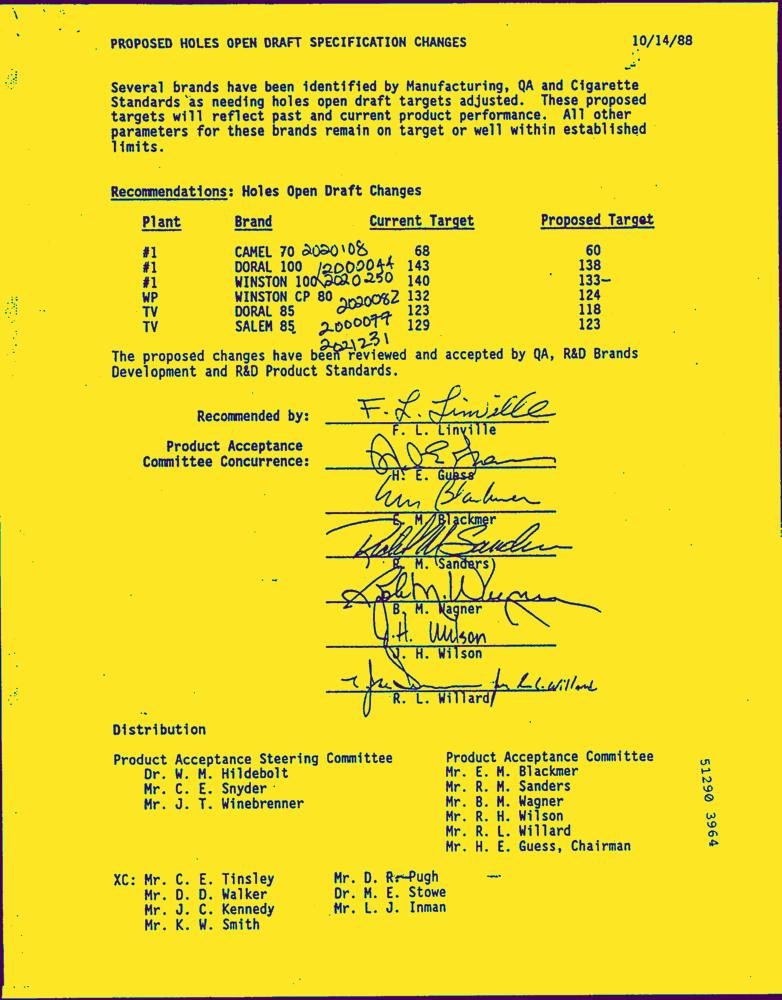 PROPOSED HOLES OPEN DRAFT SPECIFICATION CHANGES 10/14/88
Several brands have been identified by Manufacturing, QA and Cigarette
Standards as needing holes open draft targets adjusted. These proposed
targets will reflect past and current product performance. All other
parameters for these brands remain on target or well within established
limits.
Recommendations: Holes Open Draft Changes
Plant Brand Current Target Proposed Target
#1 CAMEL 70 2020108 68 60
#1 DORAL 100 2000044 143 138
#1 WINSTON 100 2020250 140 133
WP WINSTON CP 80 2020082 132 124
TV DORAL 85 2000077 123 118
TV SALEM 85 2021231 129 123
The proposed changes have been reviewed and accepted by QA, R&D Brands
Development and R&D Product Standards.
Recommended by: F. L. Linville
F. L. Linville
Product Acceptance
Committee Concurrence:
H. E. Guess
E. M. Blackmer
R. M. Sanders
B. M. Wagner
J. H. Wilson
J. H. Wilson
for R. L. Willard
R. L. Willard
Distribution
Product Acceptance Steering Committee
Dr. W. M. Hildebolt
Mr. C. E. Snyder
Mr. J. T. Winebrenner
Product Acceptance Committee
Mr. E. M. Blackmer
Mr. R. M. Sanders
Mr. B. M. Wagner
Mr. R. H. Wilson
Mr. R. L. Willard
Mr. H. E. Guess, Chairman
51290 3964
XC: Mr. C. E. Tinsley Mr. D. R. Pugh
Mr. D. D. Walker Dr. M. E. Stowe
Mr. J. C. Kennedy Mr. L. J. Inman
Mr. K. W. Smith